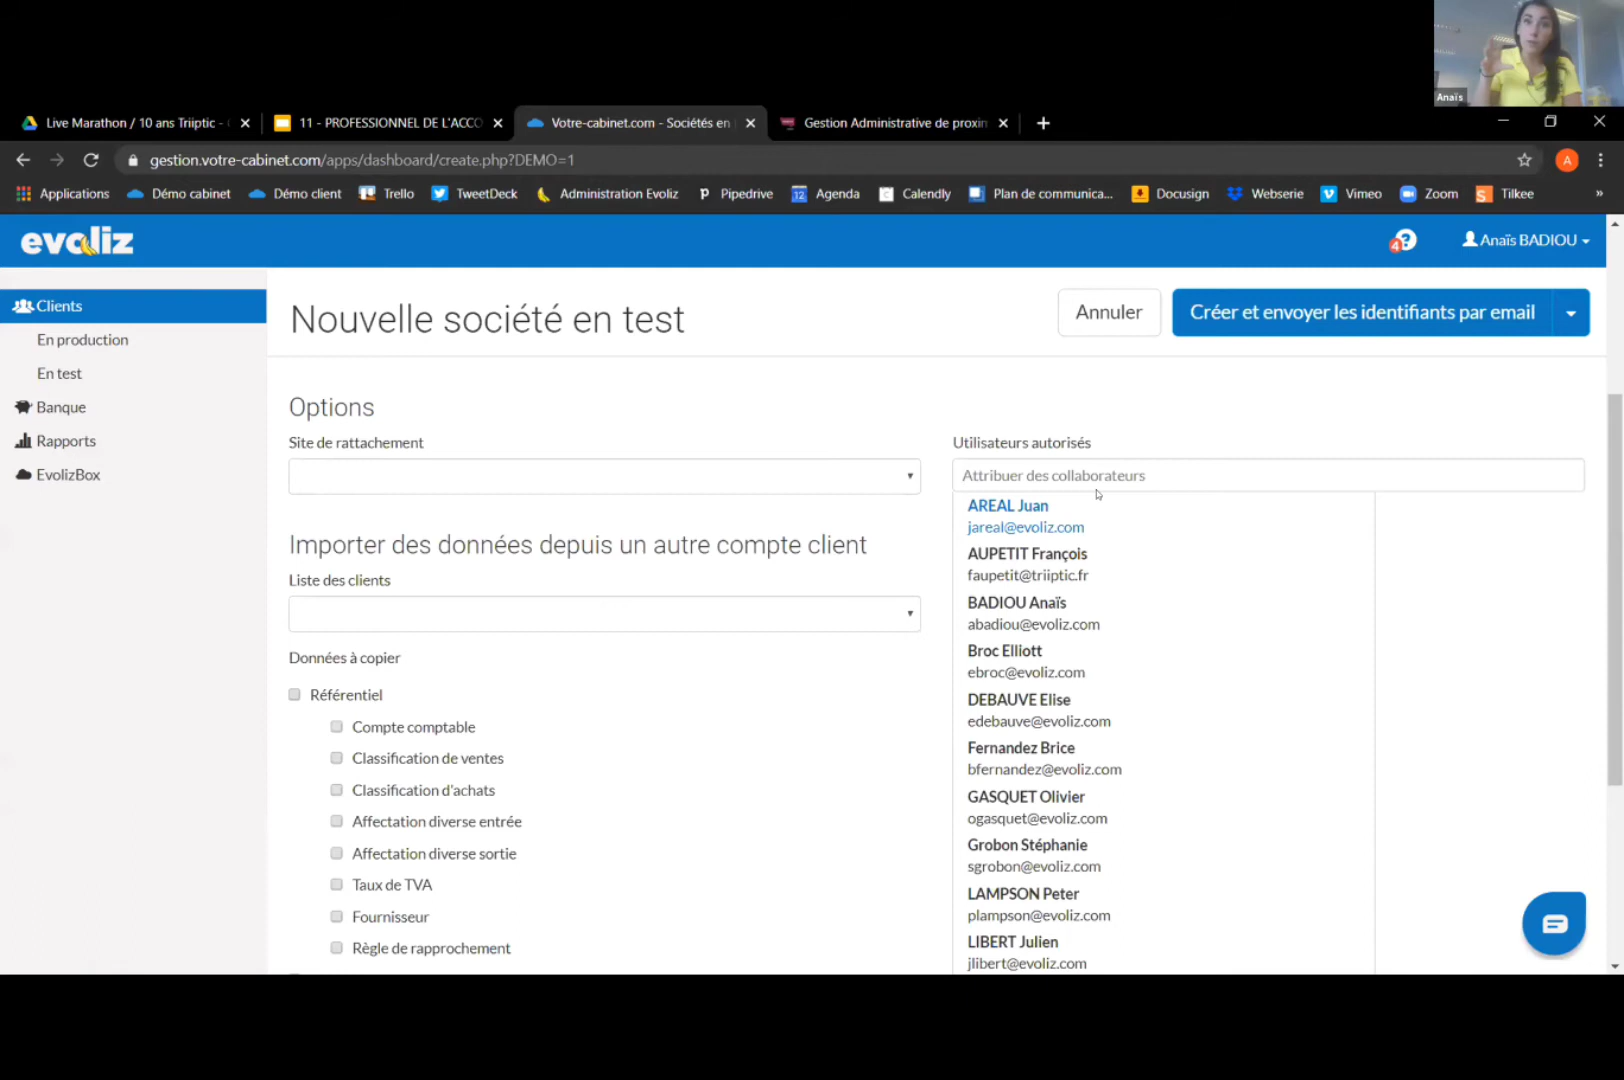 Anaïs
Live Marathon / 10 ans Triiptic -
11 - PROFESSIONNEL DE L'ACCO
Votre-cabinet.com - Sociétés en
Gestion Administrative de proxin
gestion.votre-cabinet.com/apps/dashboard/create.php?DEMO=1
A
Applications
Démo cabinet
Démo client
Trello
TweetDeck
Administration Evoliz
Pipedrive
12 Agenda
Calendly
Plan de communica...
Docusign
Webserie
Vimeo
Zoom
S Tilkee
»
evoliz
4 ?
Anaïs BADIOU
Clients
En production
En test
Banque
Rapports
EvolizBox
Nouvelle société en test
Annuler
Créer et envoyer les identifiants par email
Options
Site de rattachement
Importer des données depuis un autre compte client
Liste des clients
Données à copier
Référentiel
Compte comptable
Classification de ventes
Classification d'achats
Affectation diverse entrée
Affectation diverse sortie
Taux de TVA
Fournisseur
Règle de rapprochement
Utilisateurs autorisés
Attribuer des collaborateurs
AREAL Juan
jareal@evoliz.com
AUPETIT François
faupetit@triiptic.fr
BADIOU Anaïs
abadiou@evoliz.com
Broc Elliott
ebroc@evoliz.com
DEBAUVE Elise
edebauve@evoliz.com
Fernandez Brice
bfernandez@evoliz.com
GASQUET Olivier
ogasquet@evoliz.com
Grobon Stéphanie
sgrobon@evoliz.com
LAMPSON Peter
plampson@evoliz.com
LIBERT Julien
jlibert@evoliz.com